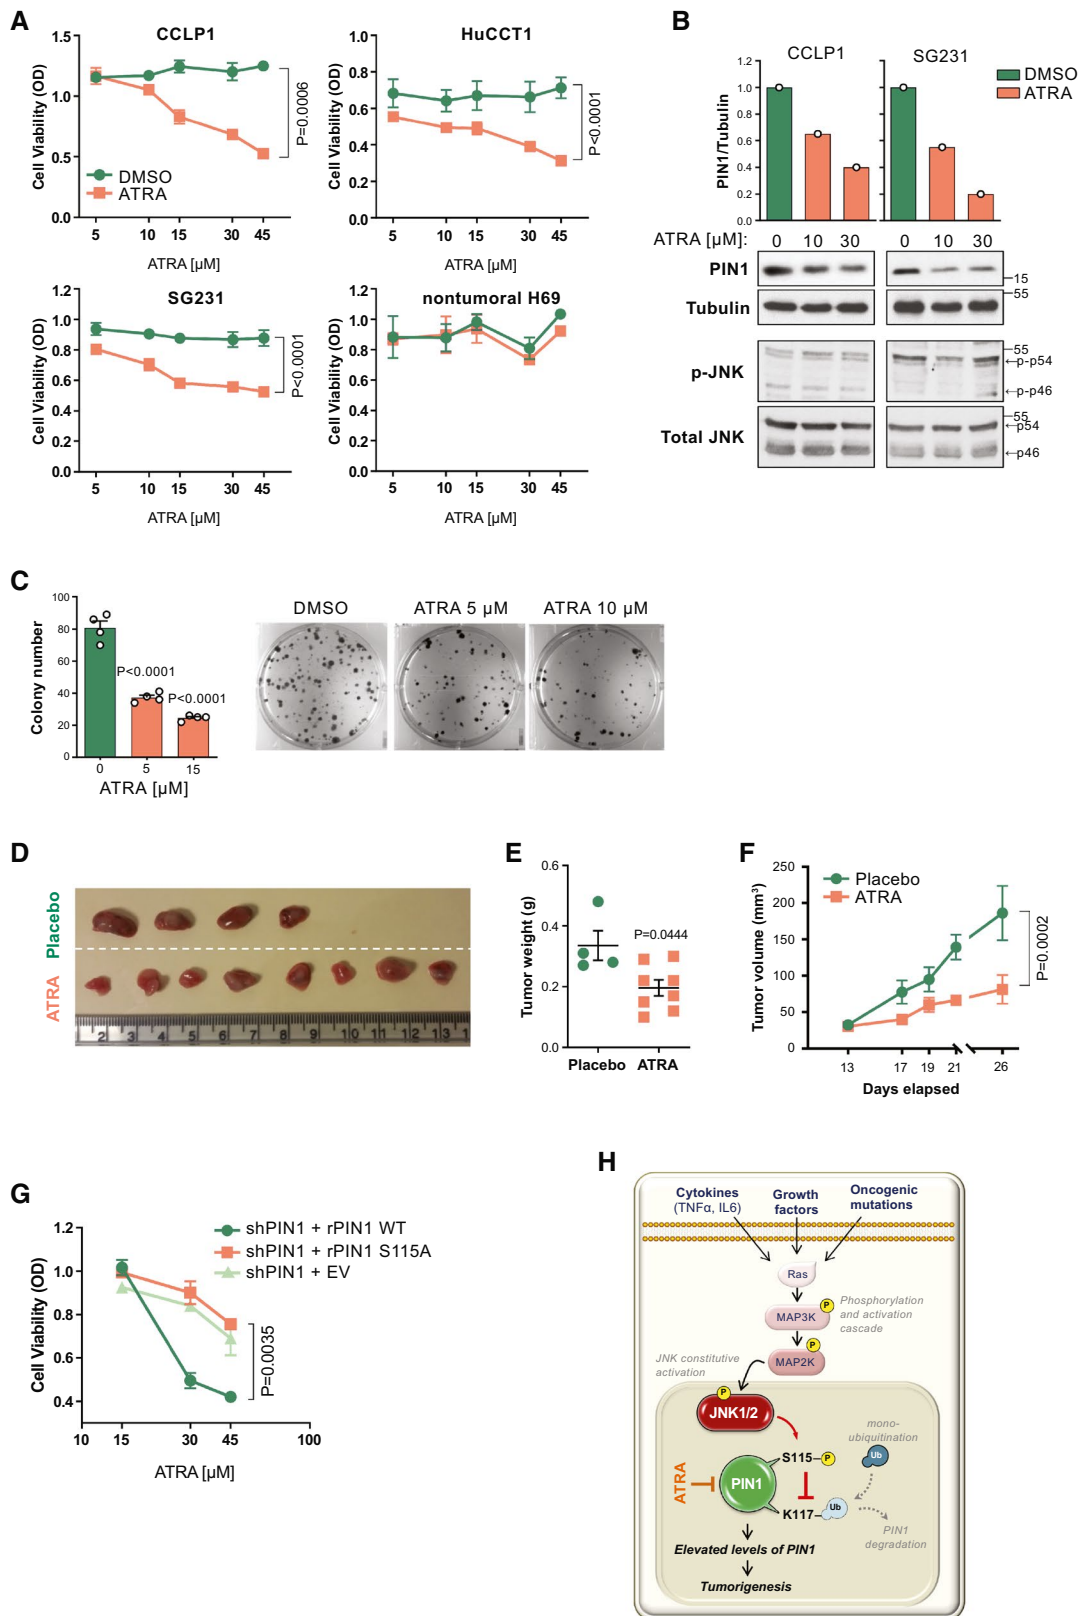 A
CCLP1
Cell Viability (OD)
1.5
1.0
0.5
0.0
DMSO
ATRA
P=0.0006
5 10 15 30 45
ATRA [µM]
HuCCT1
Cell Viability (OD)
1.0
0.8
0.6
0.4
0.2
0.0
P<0.0001
5 10 15 30 45
ATRA [µM]
SG231
Cell Viability (OD)
1.2
1.0
0.8
0.6
0.4
0.2
0.0
P<0.0001
5 10 15 30 45
ATRA [µM]
nontumoral H69
Cell Viability (OD)
1.2
1.0
0.8
0.6
0.4
0.2
0.0
5 10 15 30 45
ATRA [µM]
B
CCLP1 SG231
DMSO
ATRA
PIN1/Tubulin
1.2
1.0
0.8
0.6
0.4
0.2
0.0
ATRA [µM]: 0 10 30 0 10 30
PIN1
15
Tubulin
55
p-JNK
55
←p-p54
←p-p46
Total JNK
55
←p54
←p46
C
Colony number
100
80
60
40
20
0
P<0.0001
P<0.0001
0 5 15
ATRA [µM]
DMSO ATRA 5 µM ATRA 10 µM
D
Placebo
ATRA
2 3 4 5 6 7 8 9 10 11 12 13 1
E
Tumor weight (g)
0.6
0.4
0.2
0.0
P=0.0444
Placebo ATRA
F
Tumor volume (mm³)
250
200
150
100
50
0
Placebo
ATRA
P=0.0002
13 17 19 21 26
Days elapsed
G
Cell Viability (OD)
1.2
1.0
0.8
0.6
0.4
shPIN1 + rPIN1 WT
shPIN1 + rPIN1 S115A
shPIN1 + EV
P=0.0035
10 15 30 45 100
ATRA [µM]
H
Cytokines
(TNFα, IL6)
Growth
factors
Oncogenic
mutations
Ras
MAP3K
P
Phosphorylation
and activation
cascade
P
MAP2K
JNK constitutive
activation
P
JNK1/2
mono-
ubiquitination
S115
P
Ub
ATRA
PIN1
K117
Ub
PIN1
degradation
Elevated levels of PIN1
Tumorigenesis